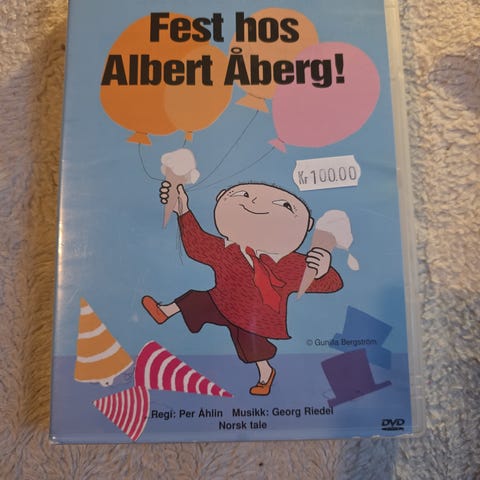 Fest hos
Albert Åberg!
Kr 100.00
© Gunilla Bergström
Regi: Per Åhlin Musikk: Georg Riedel
Norsk tale
DVD